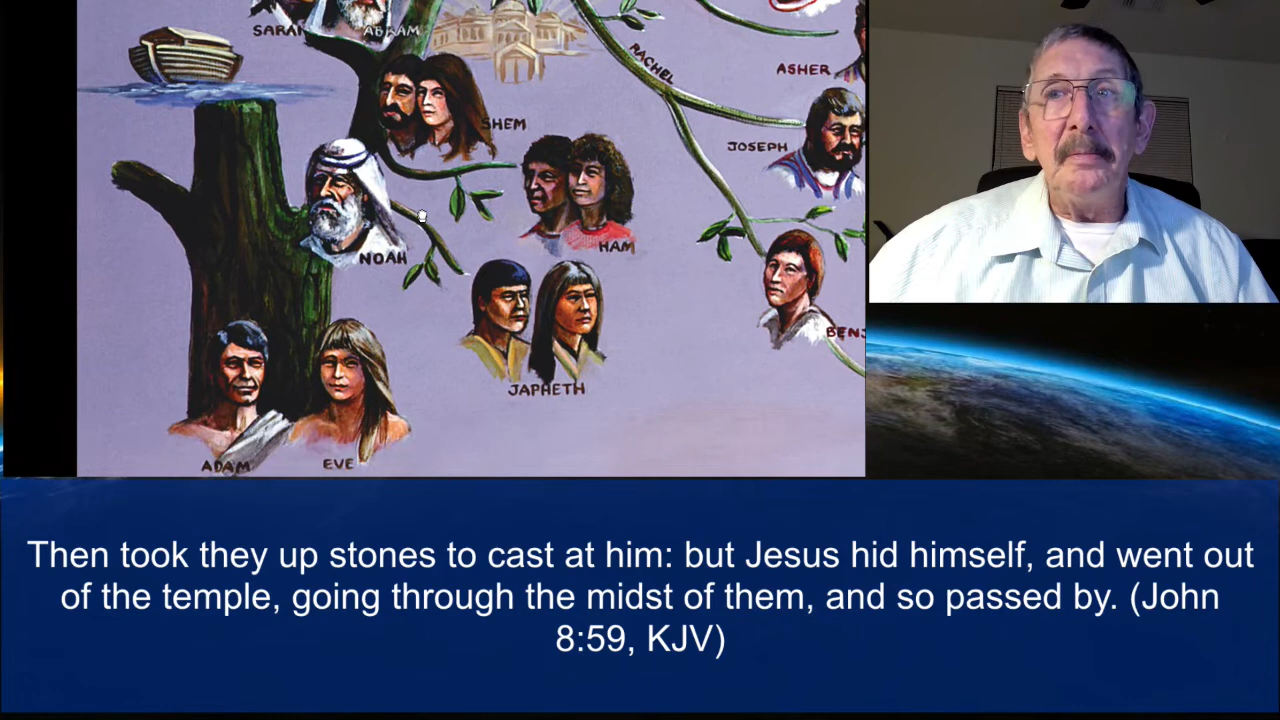 SARAH
ABRAM
RACHEL
ASHER
SHEM
JOSEPH
NOAH
HAM
BENJ
JAPHETH
ADAM
EVE
Then took they up stones to cast at him: but Jesus hid himself, and went out
of the temple, going through the midst of them, and so passed by. (John
8:59, KJV)